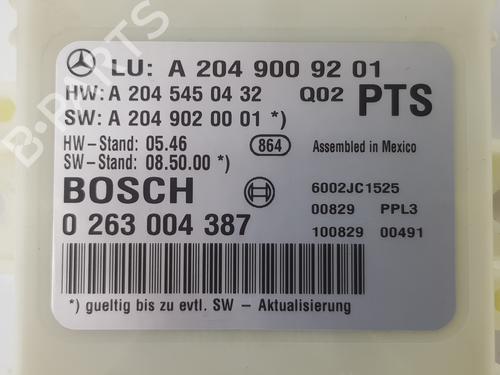 LU: A 204 900 92 01
HW: A 204 545 04 32 Q02 PTS
SW: A 204 902 00 01 *)
HW-Stand: 05.46 864 Assembled in Mexico
SW-Stand: 08.50.00 *)
BOSCH 6002JC1525
0 263 004 387 00829 PPL3
100829 00491
*) gueltig bis zu evtl. SW - Aktualisierung
B-PARTS